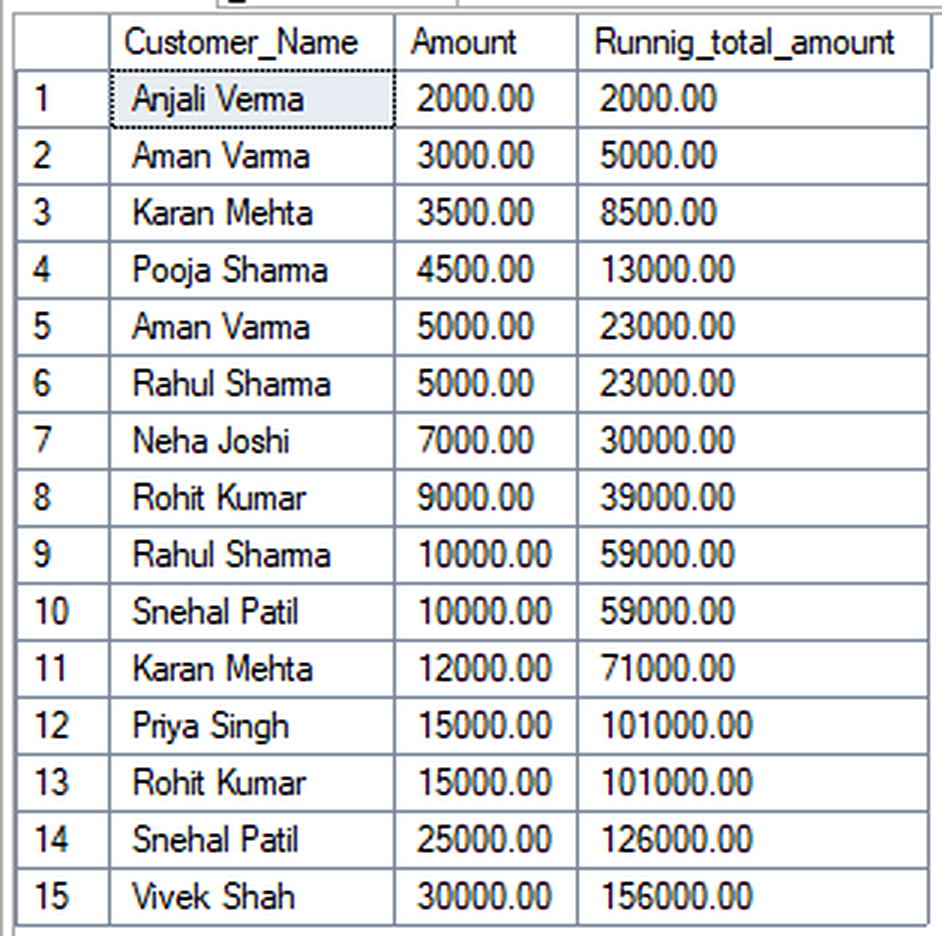 Customer_Name Amount Runnig_total_amount
1 Anjali Verma 2000.00 2000.00
2 Aman Varma 3000.00 5000.00
3 Karan Mehta 3500.00 8500.00
4 Pooja Sharma 4500.00 13000.00
5 Aman Varma 5000.00 23000.00
6 Rahul Sharma 5000.00 23000.00
7 Neha Joshi 7000.00 30000.00
8 Rohit Kumar 9000.00 39000.00
9 Rahul Sharma 10000.00 59000.00
10 Snehal Patil 10000.00 59000.00
11 Karan Mehta 12000.00 71000.00
12 Priya Singh 15000.00 101000.00
13 Rohit Kumar 15000.00 101000.00
14 Snehal Patil 25000.00 126000.00
15 Vivek Shah 30000.00 156000.00